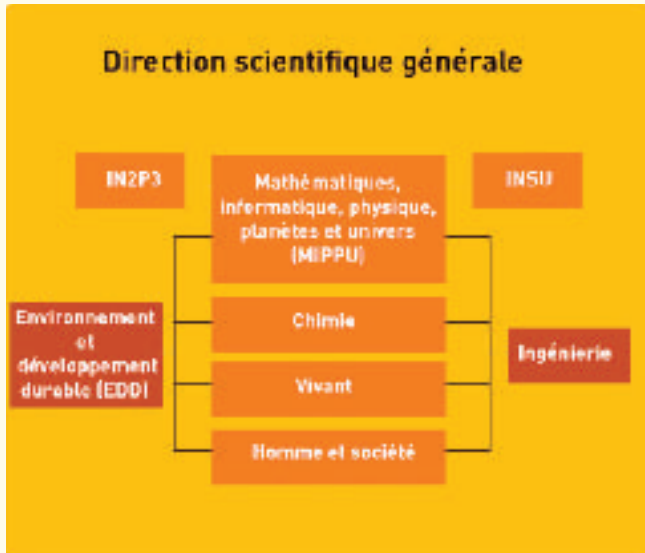 Direction scientifique générale
IN2P3
Mathématiques,
informatique, physique,
planètes et univers
(MIPPU)
INSU
Environnement
et
développement
durable (EDD)
Chimie
Ingénierie
Vivant
Homme et société